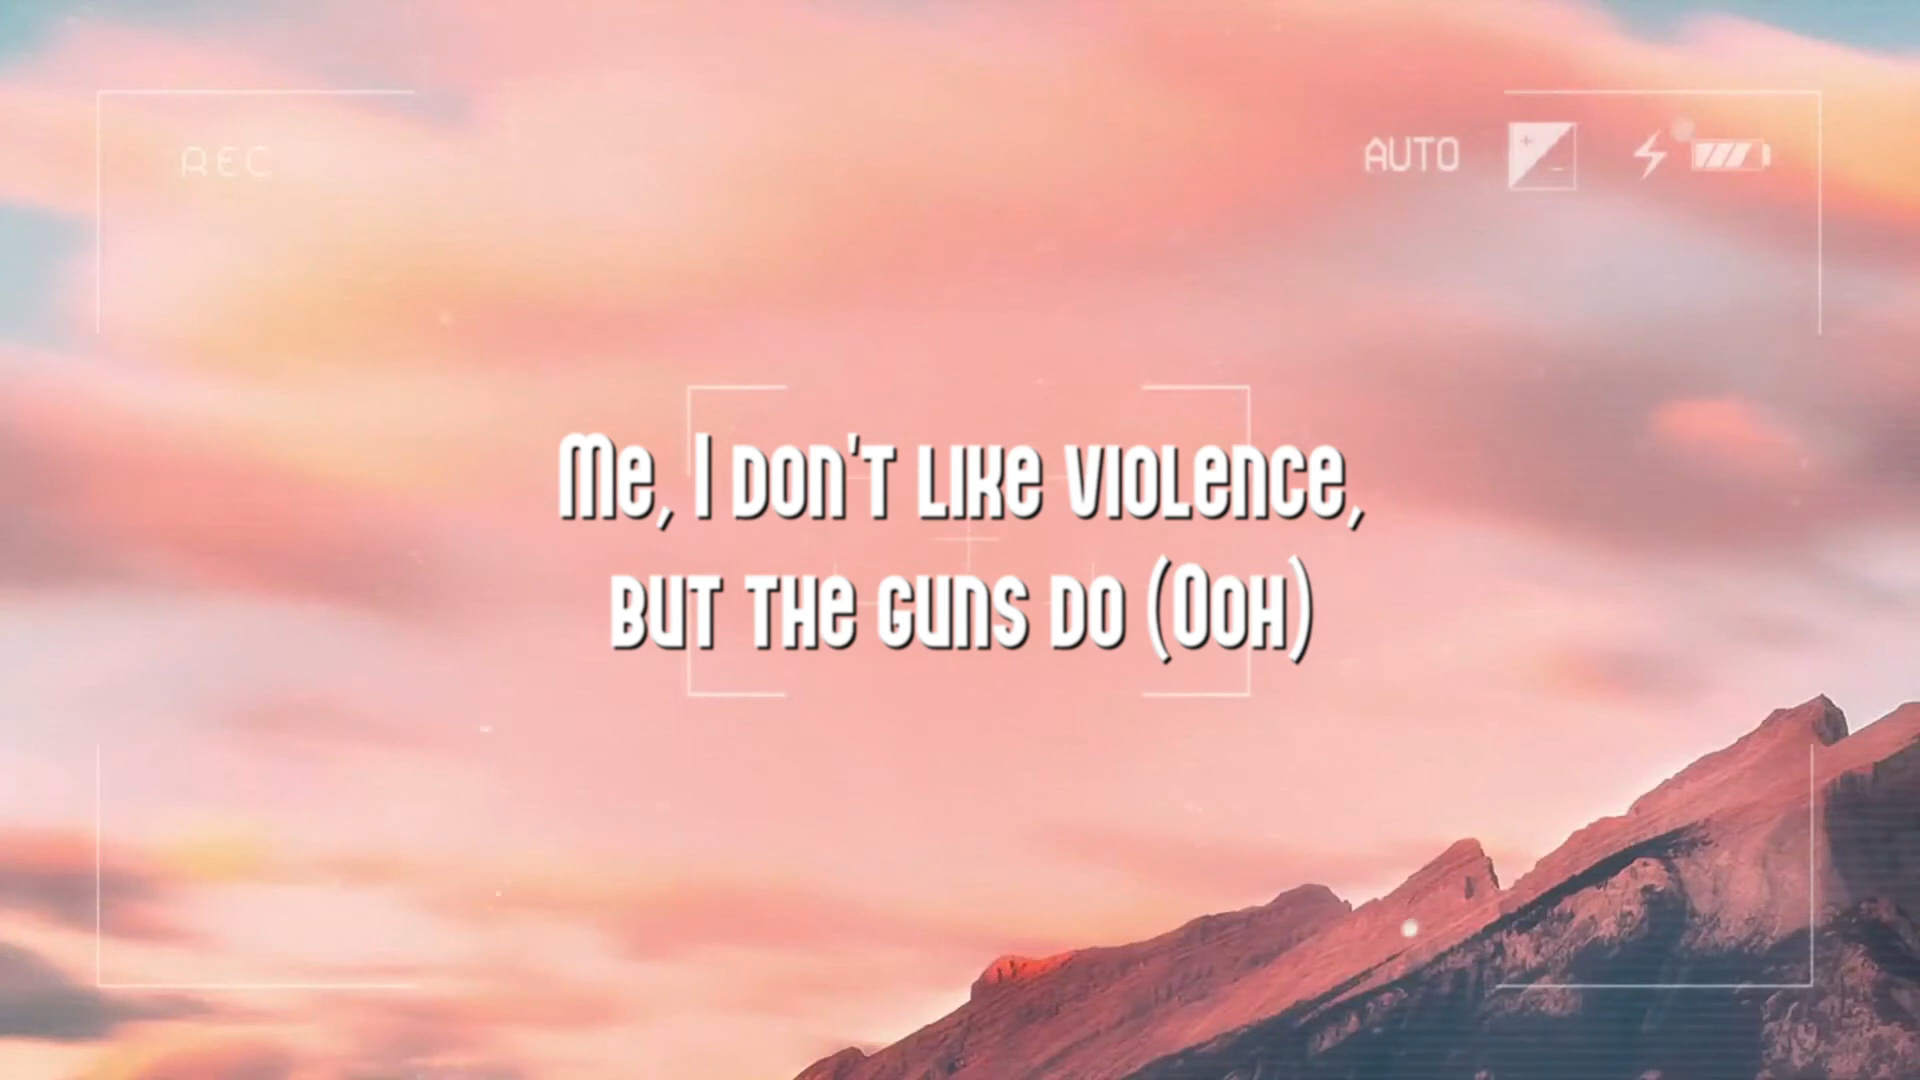 REC
AUTO
Me, I don't like violence,
but the guns do (Ooh)